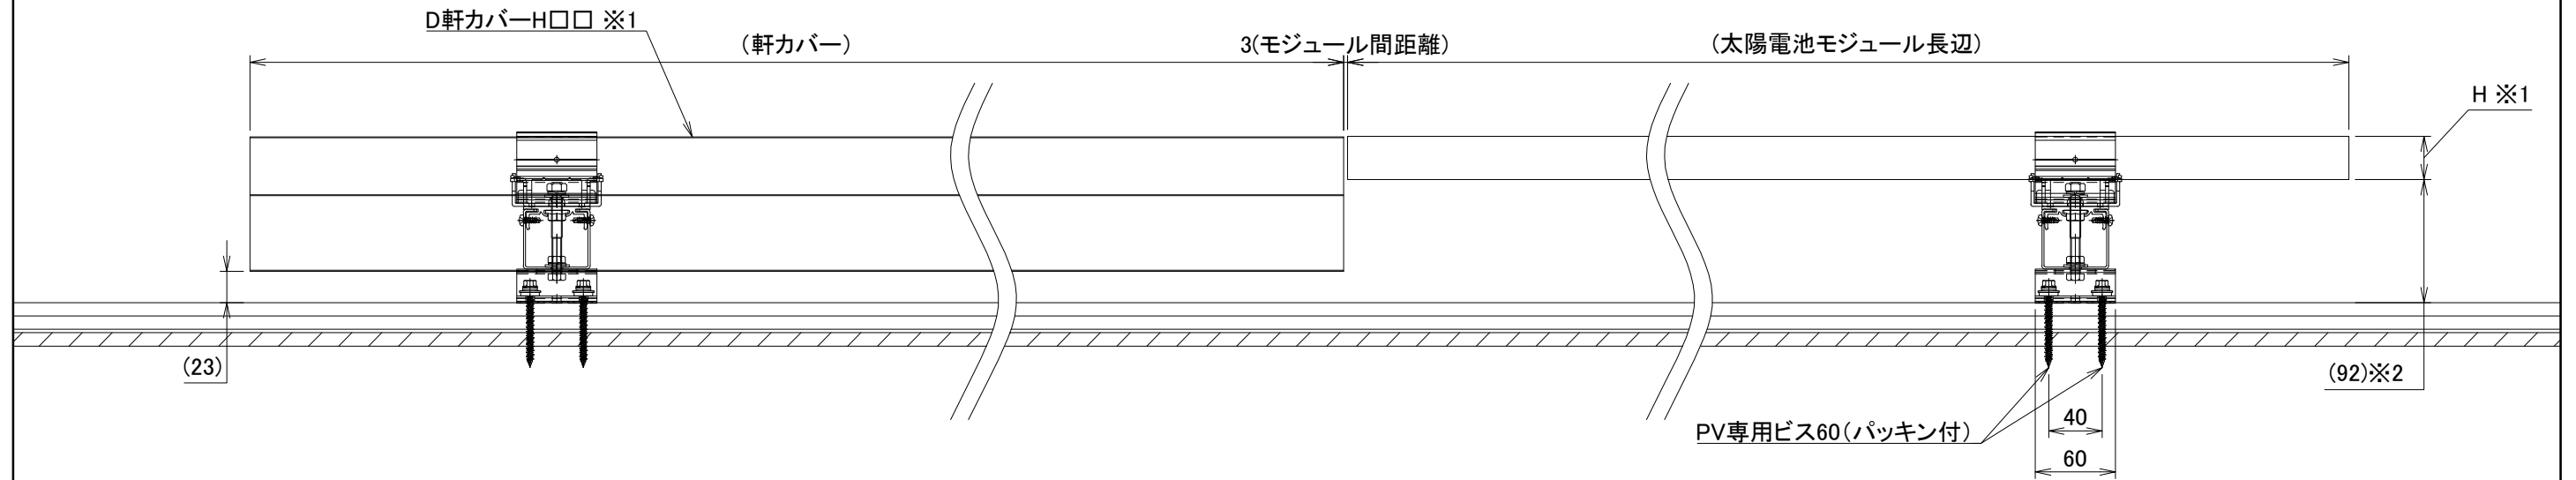 D軒カバーH□□ ※1
(軒カバー)
3(モジュール間距離)
(太陽電池モジュール長辺)
H ※1
(23)
(92)※2
PV専用ビス60(パッキン付)
40
60